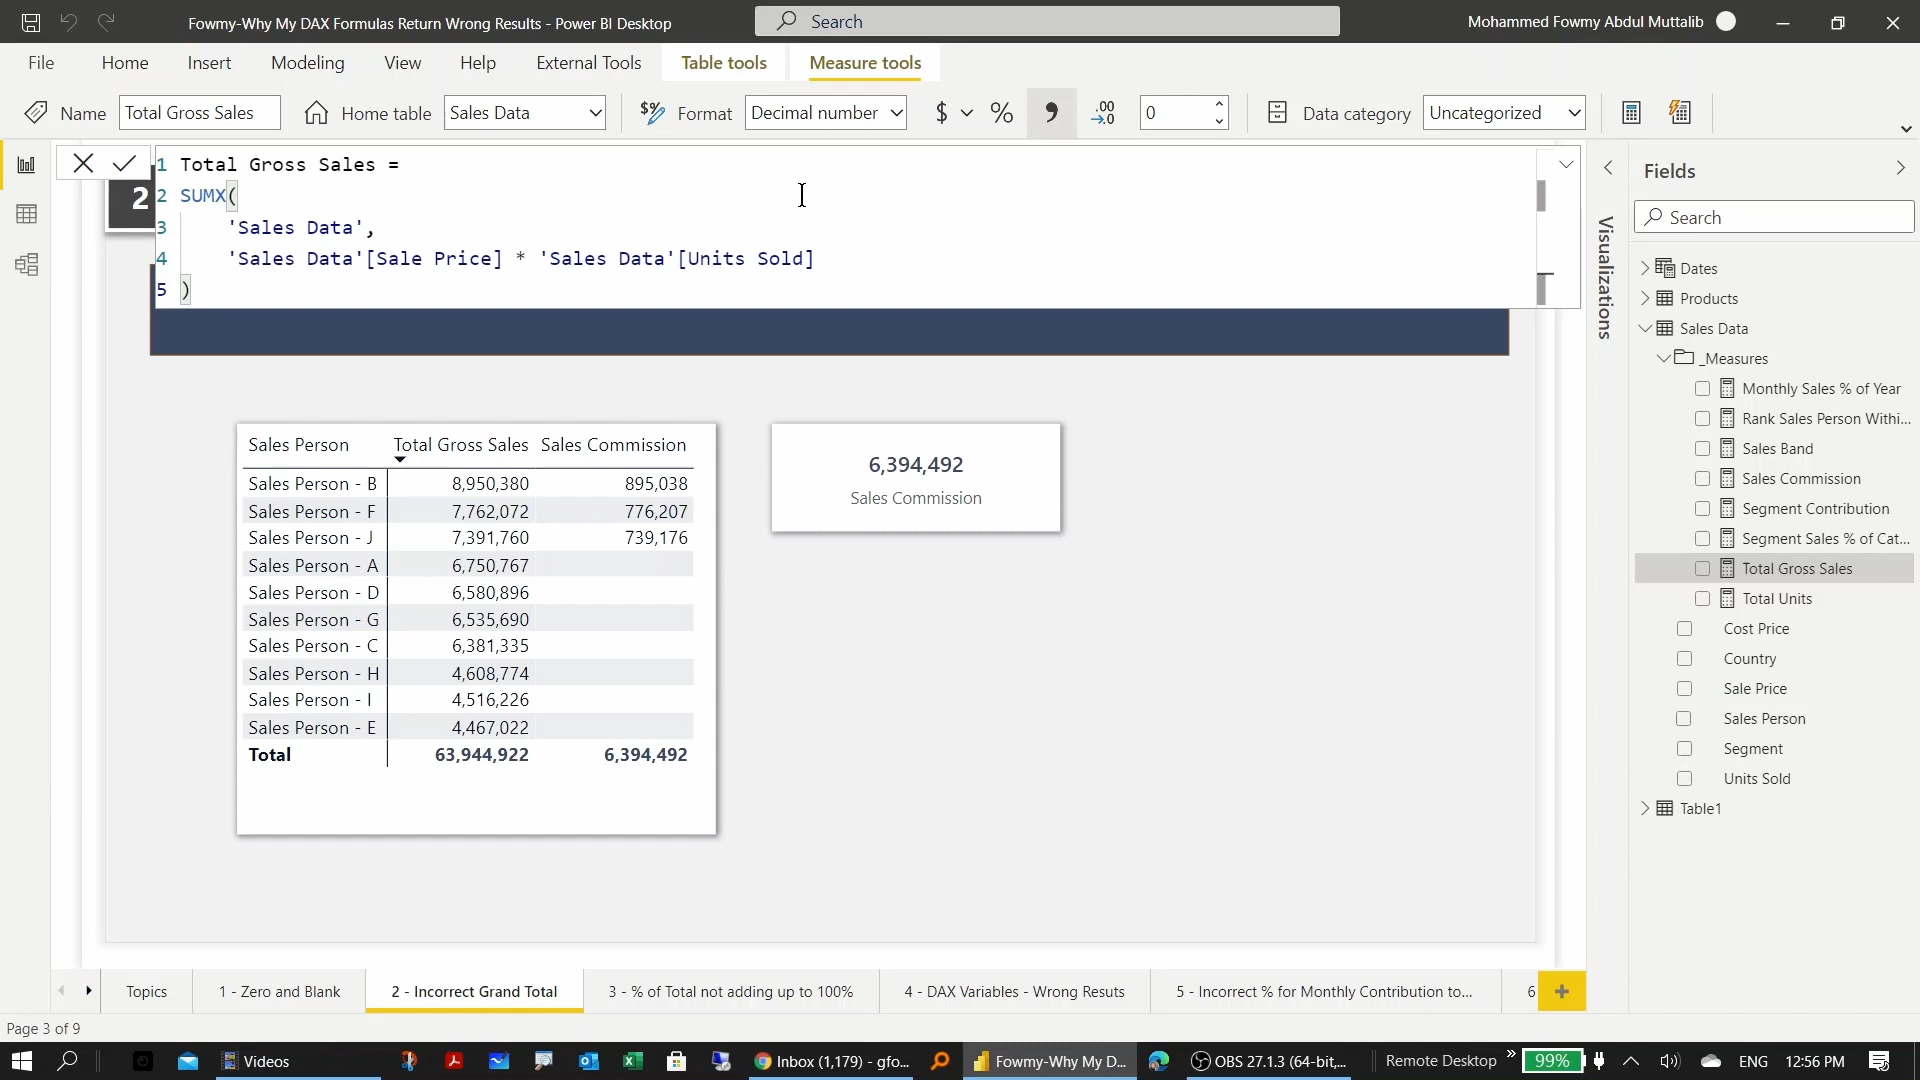 Fowmy-Why My DAX Formulas Return Wrong Results - Power BI Desktop
Search
Mohammed Fowmy Abdul Muttalib
File Home Insert Modeling View Help External Tools Table tools Measure tools
Name Total Gross Sales Home table Sales Data Format Decimal number $ % 0 Data category Uncategorized
1 Total Gross Sales =
2 SUMX(
3 'Sales Data',
4 'Sales Data'[Sale Price] * 'Sales Data'[Units Sold]
5 )
2
Sales Person Total Gross Sales Sales Commission
Sales Person - B 8,950,380 895,038
Sales Person - F 7,762,072 776,207
Sales Person - J 7,391,760 739,176
Sales Person - A 6,750,767
Sales Person - D 6,580,896
Sales Person - G 6,535,690
Sales Person - C 6,381,335
Sales Person - H 4,608,774
Sales Person - I 4,516,226
Sales Person - E 4,467,022
Total 63,944,922 6,394,492
6,394,492
Sales Commission
Visualizations
Fields
Search
Dates
Products
Sales Data
_Measures
Monthly Sales % of Year
Rank Sales Person Withi...
Sales Band
Sales Commission
Segment Contribution
Segment Sales % of Cat...
Total Gross Sales
Total Units
Cost Price
Country
Sale Price
Sales Person
Segment
Units Sold
Table1
Topics 1 - Zero and Blank 2 - Incorrect Grand Total 3 - % of Total not adding up to 100% 4 - DAX Variables - Wrong Resuts 5 - Incorrect % for Monthly Contribution to... 6 +
Page 3 of 9
Videos Inbox (1,179) - gfo... Fowmy-Why My D... OBS 27.1.3 (64-bit,... Remote Desktop » 99% ENG 12:56 PM